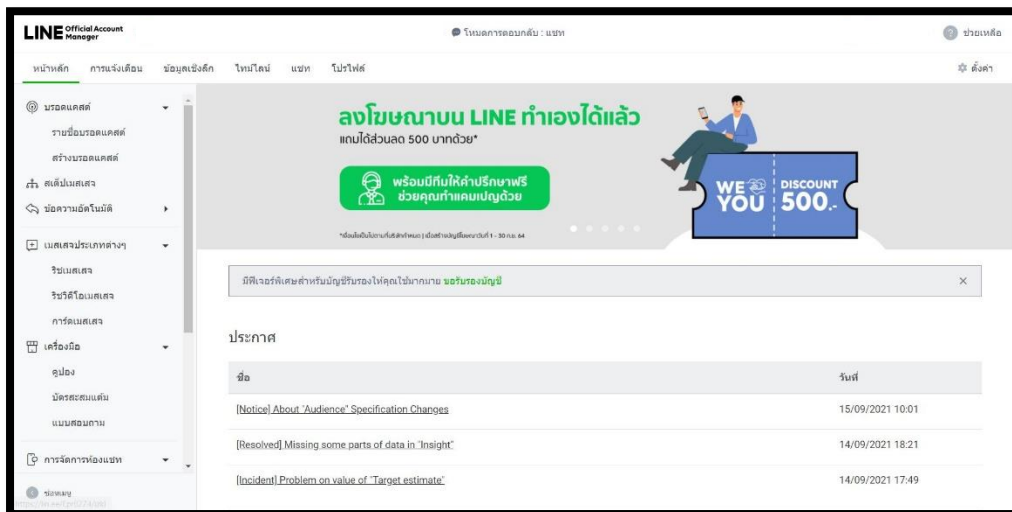 LINE Official Account Manager
โหมดการตอบกลับ : แชท
ช่วยเหลือ
หน้าหลัก การแจ้งเตือน ข้อมูลเชิงลึก ไทม์ไลน์ แชท โปรไฟล์
ตั้งค่า
บรอดแคสต์
รายชื่อบรอดแคสต์
สร้างบรอดแคสต์
สเต็ปเมสเสจ
ข้อความอัตโนมัติ
เมสเสจประเภทต่างๆ
ริชเมสเสจ
ริชวิดีโอเมสเสจ
การ์ดเมสเสจ
เครื่องมือ
คูปอง
บัตรสะสมแต้ม
แบบสอบถาม
การจัดการห้องแชท
ซ่อนเมนู
ลงโฆษณาบน LINE ทำเองได้แล้ว
แถมได้ส่วนลด 500 บาทด้วย*
พร้อมมีทีมให้คำปรึกษาฟรี
ช่วยคุณทำแคมเปญด้วย
WE YOU
DISCOUNT
500.-
มีฟีเจอร์พิเศษสำหรับบัญชีรับรองให้คุณใช้มากมาย ขอรับรองบัญชี
ประกาศ
ชื่อ วันที่
[Notice] About "Audience" Specification Changes 15/09/2021 10:01
[Resolved] Missing some parts of data in "Insight" 14/09/2021 18:21
[Incident] Problem on value of "Target estimate" 14/09/2021 17:49